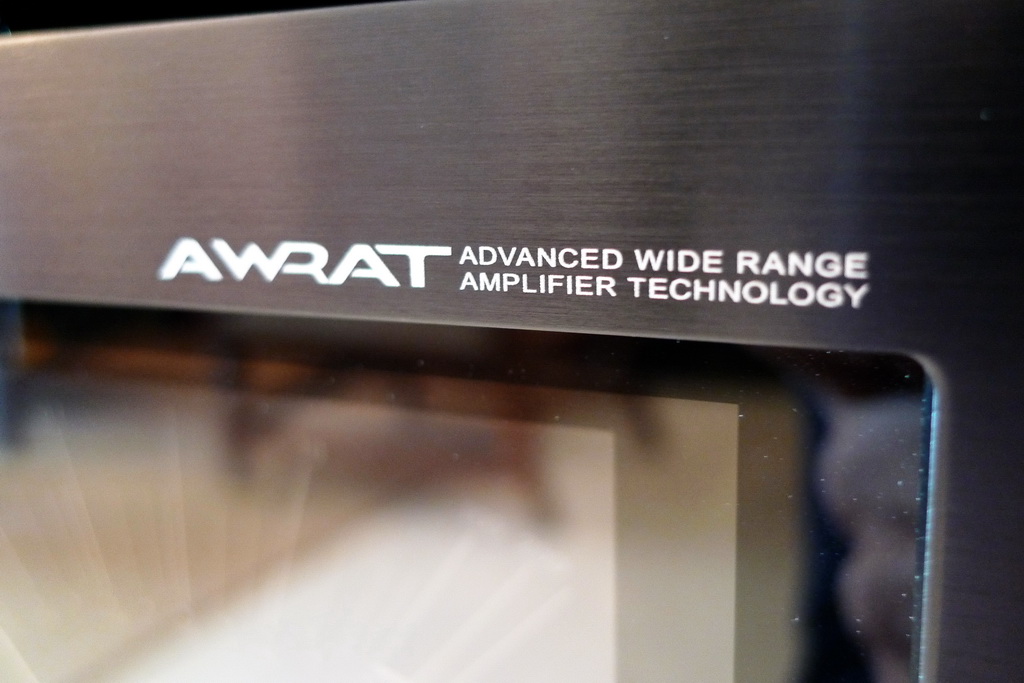 AWRAT ADVANCED WIDE RANGE
AMPLIFIER TECHNOLOGY